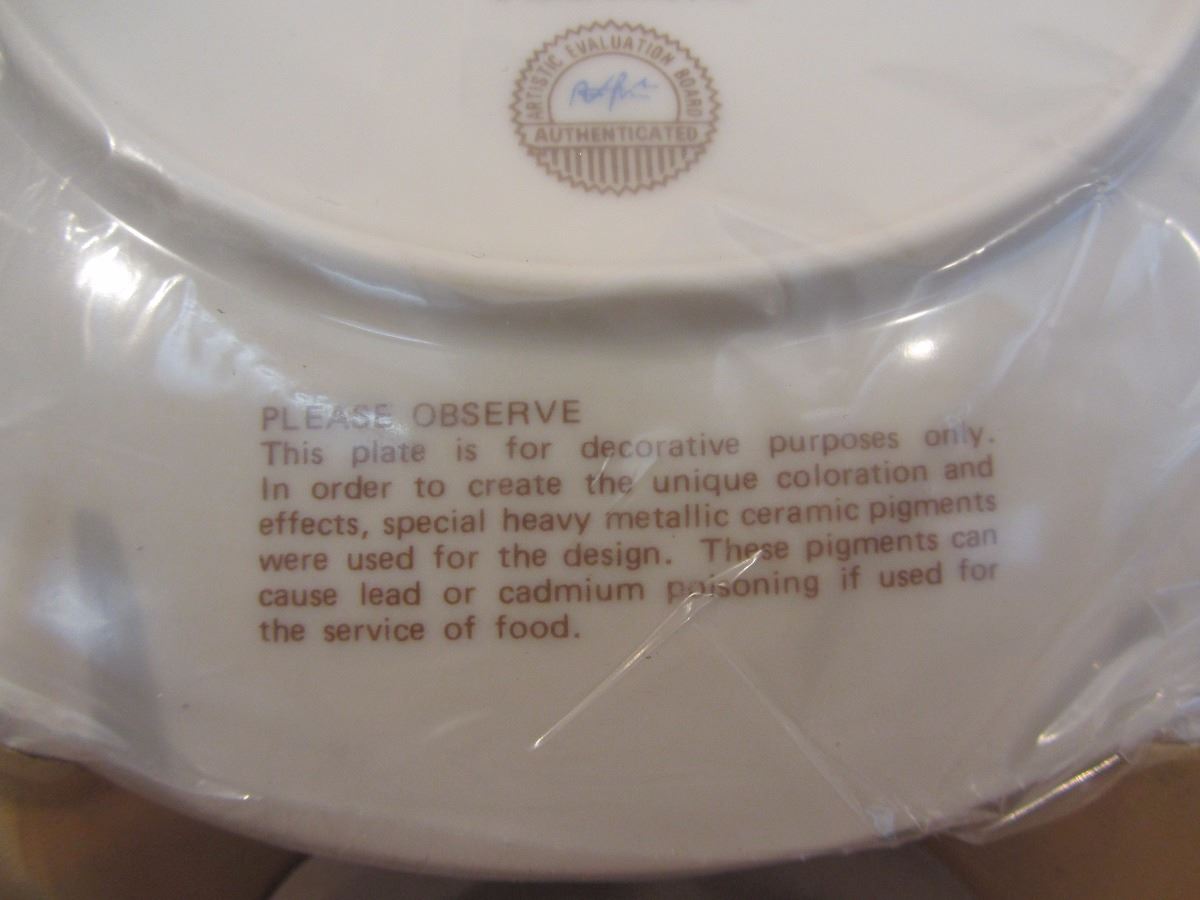 ARTISTIC EVALUATION BOARD
AUTHENTICATED
PLEASE OBSERVE
This plate is for decorative purposes only.
In order to create the unique coloration and
effects, special heavy metallic ceramic pigments
were used for the design. These pigments can
cause lead or cadmium poisoning if used for
the service of food.